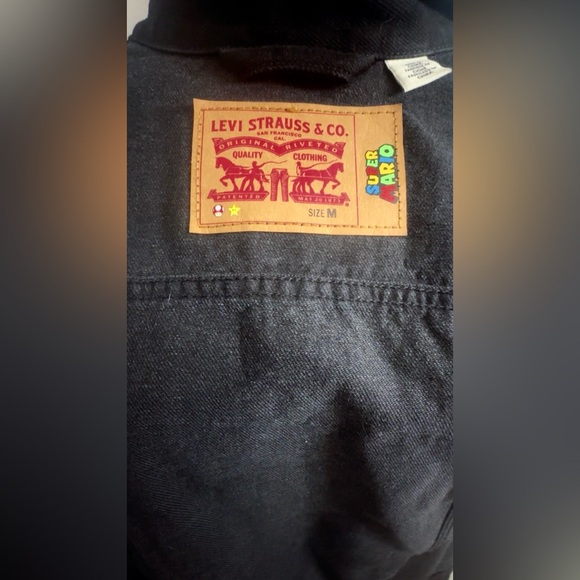 LEVI STRAUSS & CO.
SAN FRANCISCO
CAL.
ORIGINAL RIVETED
QUALITY CLOTHING
PATENTED MAY 20 1873
SIZE M
SUPER
MARIO